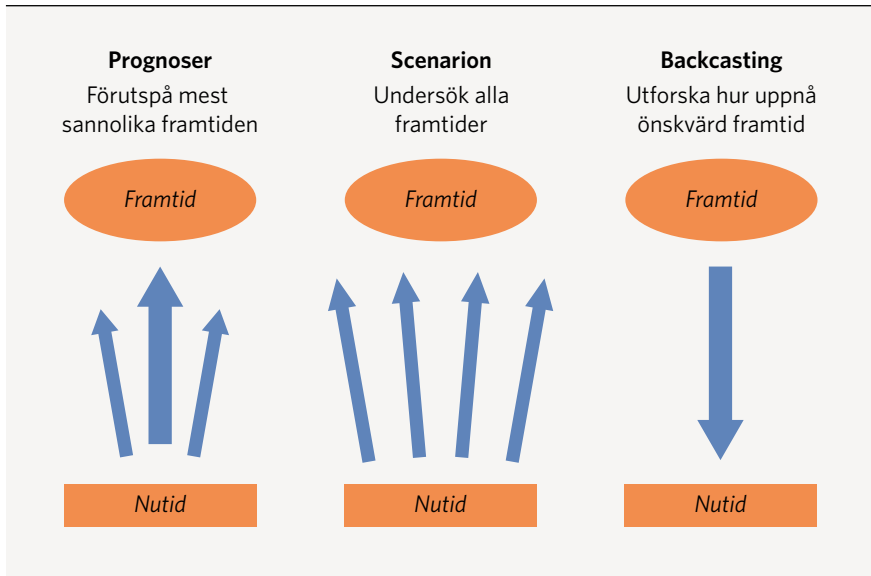 Prognoser
Förutspå mest
sannolika framtiden
Framtid
Nutid
Scenarion
Undersök alla
framtider
Framtid
Nutid
Backcasting
Utforska hur uppnå
önskvärd framtid
Framtid
Nutid